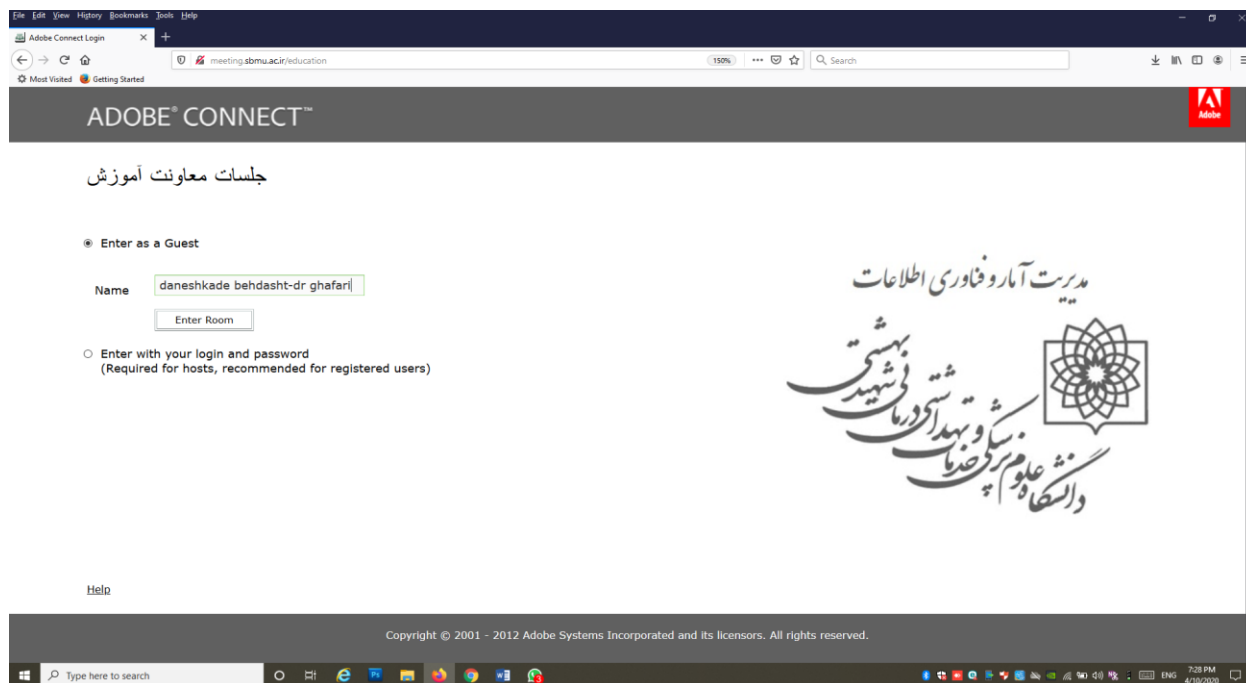 File Edit View History Bookmarks Tools Help
Adobe Connect Login
meeting.sbmu.ac.ir/education 150% Search
Most Visited Getting Started
ADOBE® CONNECT™
Adobe
جلسات معاونت آموزش
Enter as a Guest
Name daneshkade behdasht-dr ghafari
Enter Room
Enter with your login and password
(Required for hosts, recommended for registered users)
مدیریت آمار و فناوری اطلاعات
دانشگاه علوم پزشکی و خدمات بهداشتی درمانی شهید بهشتی
Help
Copyright © 2001 - 2012 Adobe Systems Incorporated and its licensors. All rights reserved.
Type here to search
Ps
3
ENG
7:28 PM
4/10/2020